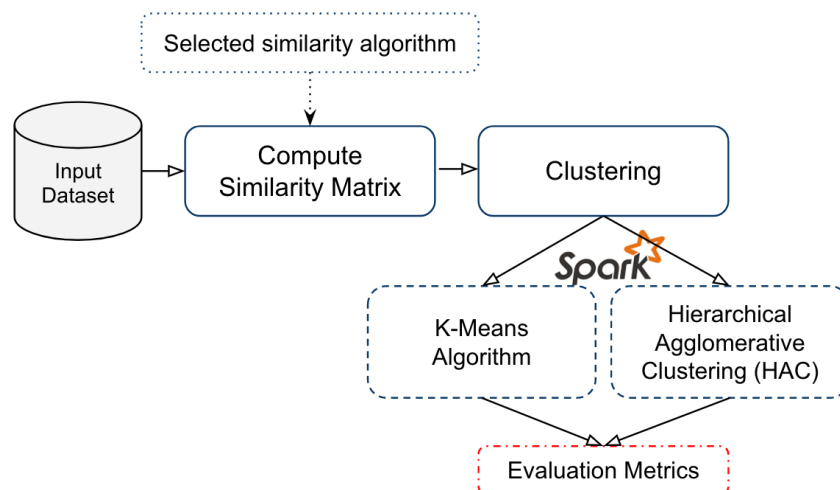 Selected similarity algorithm
Input
Dataset
Compute
Similarity Matrix
Clustering
Spark
K-Means
Algorithm
Hierarchical
Agglomerative
Clustering (HAC)
Evaluation Metrics